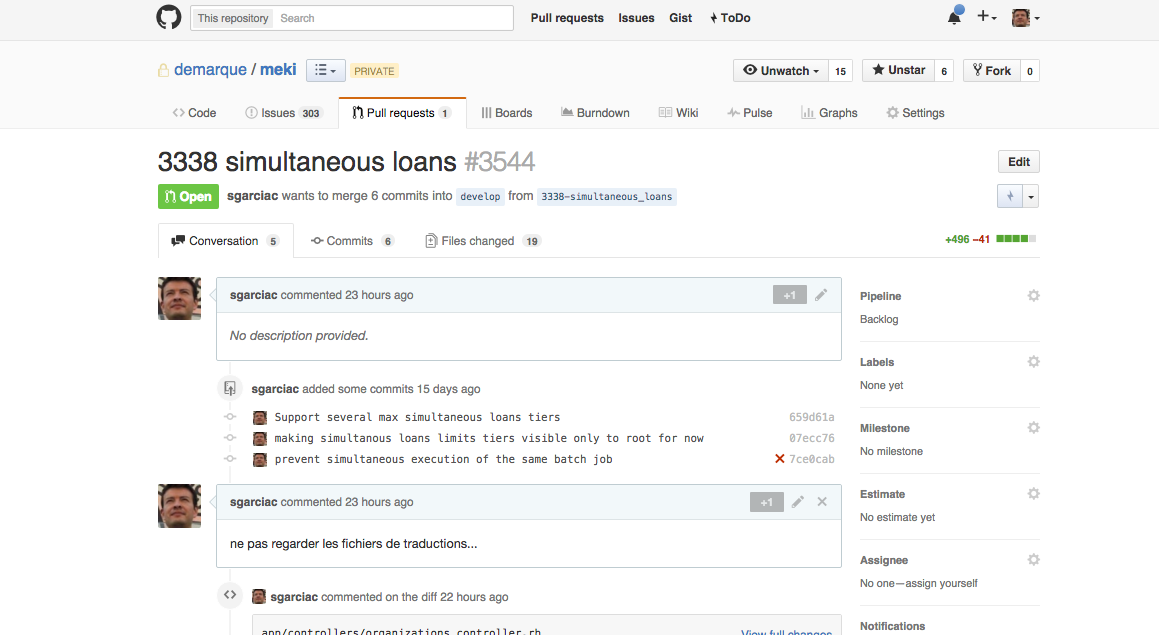 This repository Search Pull requests Issues Gist ToDo
demarque / meki PRIVATE Unwatch 15 Unstar 6 Fork 0
Code Issues 303 Pull requests 1 Boards Burndown Wiki Pulse Graphs Settings
3338 simultaneous loans #3544 Edit
Open sgarciac wants to merge 6 commits into develop from 3338-simultaneous_loans
Conversation 5 Commits 6 Files changed 19 +496 −41
sgarciac commented 23 hours ago +1
No description provided.
sgarciac added some commits 15 days ago
Support several max simultaneous loans tiers 659d61a
making simultanous loans limits tiers visible only to root for now 07ecc76
prevent simultaneous execution of the same batch job 7ce0cab
sgarciac commented 23 hours ago +1
ne pas regarder les fichiers de traductions...
sgarciac commented on the diff 22 hours ago
app/controllers/organizations_controller.rb View full changes
Pipeline
Backlog
Labels
None yet
Milestone
No milestone
Estimate
No estimate yet
Assignee
No one—assign yourself
Notifications